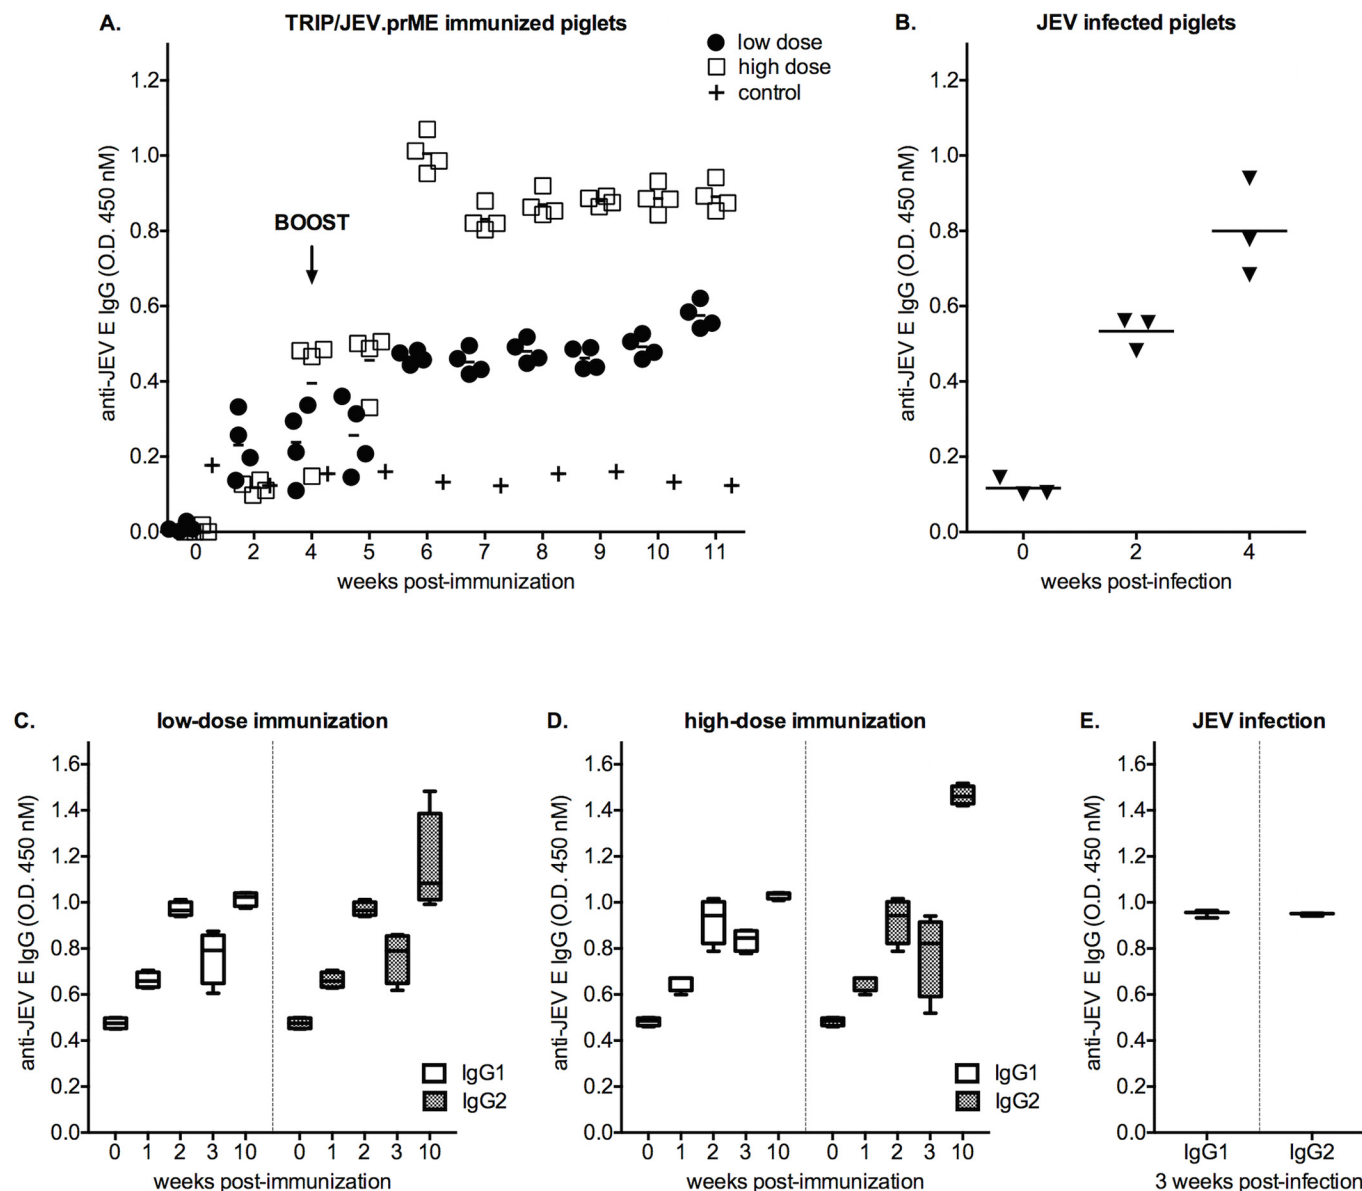 A. TRIP/JEV.prME immunized piglets
low dose
high dose
control
anti-JEV E IgG (O.D. 450 nM)
1.2
1.0
0.8
0.6
0.4
0.2
0.0
BOOST
0 2 4 5 6 7 8 9 10 11
weeks post-immunization
B. JEV infected piglets
anti-JEV E IgG (O.D. 450 nM)
1.2
1.0
0.8
0.6
0.4
0.2
0.0
0 2 4
weeks post-infection
C. low-dose immunization
anti-JEV E IgG (O.D. 450 nM)
1.6
1.4
1.2
1.0
0.8
0.6
0.4
0.2
0.0
IgG1
IgG2
0 1 2 3 10 0 1 2 3 10
weeks post-immunization
D. high-dose immunization
anti-JEV E IgG (O.D. 450 nM)
1.6
1.4
1.2
1.0
0.8
0.6
0.4
0.2
0.0
IgG1
IgG2
0 1 2 3 10 0 1 2 3 10
weeks post-immunization
E. JEV infection
anti-JEV E IgG (O.D. 450 nM)
1.6
1.4
1.2
1.0
0.8
0.6
0.4
0.2
0.0
IgG1 IgG2
3 weeks post-infection